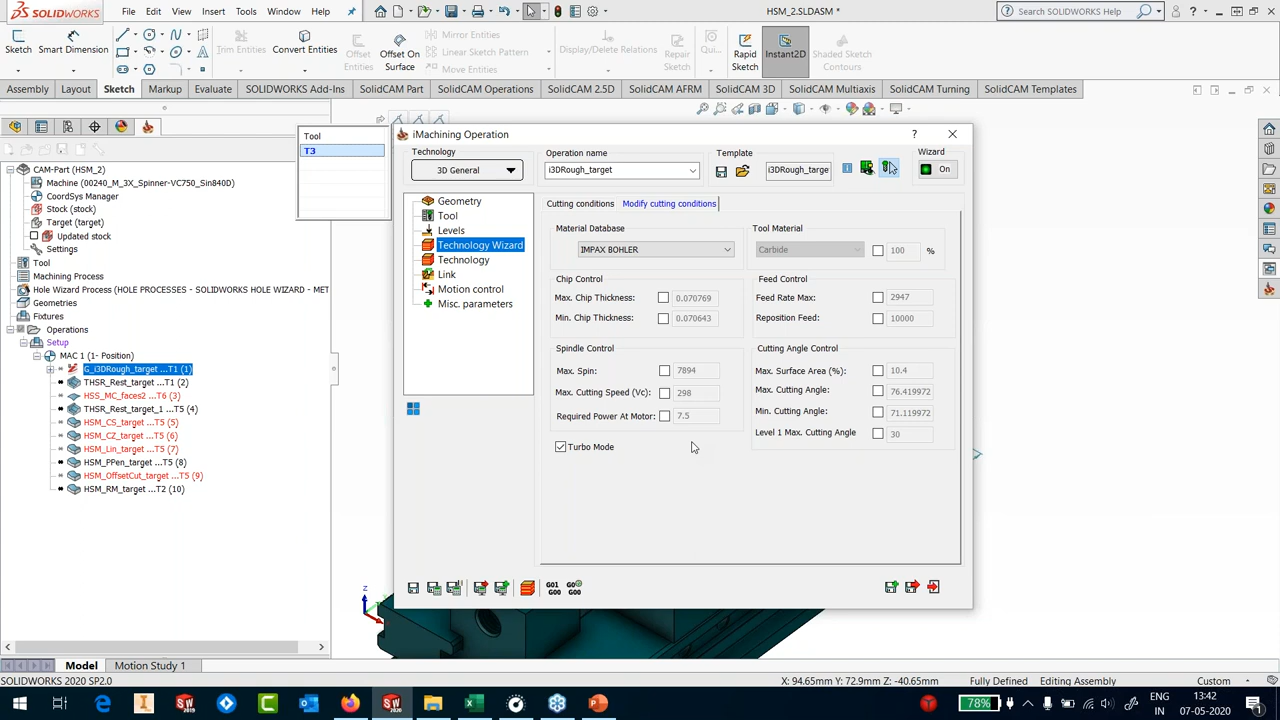 SOLIDWORKS File Edit View Insert Tools Window Help HSM_2.SLDASM * Search SOLIDWORKS Help
Sketch Smart Dimension Trim Entities Convert Entities Offset Entities Offset On Surface Mirror Entities Linear Sketch Pattern Move Entities Display/Delete Relations Repair Sketch Qui... Rapid Sketch Instant2D Shaded Sketch Contours
Assembly Layout Sketch Markup Evaluate SOLIDWORKS Add-Ins SolidCAM Part SolidCAM Operations SolidCAM 2.5D SolidCAM AFRM SolidCAM 3D SolidCAM Multiaxis SolidCAM Turning SolidCAM Templates
Tool
T3
CAM-Part (HSM_2)
Machine (00240_M_3X_Spinner-VC750_Sin840D)
CoordSys Manager
Stock (stock)
Target (target)
Updated stock
Settings
Tool
Machining Process
Hole Wizard Process (HOLE PROCESSES - SOLIDWORKS HOLE WIZARD - MET
Geometries
Fixtures
Operations
Setup
MAC 1 (1- Position)
G_i3DRough_target ...T1 (1)
THSR_Rest_target ...T1 (2)
HSS_MC_faces2 ...T6 (3)
THSR_Rest_target_1 ...T5 (4)
HSM_CS_target ...T5 (5)
HSM_CZ_target ...T5 (6)
HSM_Lin_target ...T5 (7)
HSM_PPen_target ...T5 (8)
HSM_OffsetCut_target ...T5 (9)
HSM_RM_target ...T2 (10)
iMachining Operation ?
Technology Operation name Template Wizard
3D General i3DRough_target i3DRough_targe On
Geometry
Tool
Levels
Technology Wizard
Technology
Link
Motion control
Misc. parameters
Cutting conditions Modify cutting conditions
Material Database Tool Material
IMPAX BOHLER Carbide 100 %
Chip Control Feed Control
Max. Chip Thickness: 0.070769 Feed Rate Max: 2947
Min. Chip Thickness: 0.070643 Reposition Feed: 10000
Spindle Control Cutting Angle Control
Max. Spin: 7894 Max. Surface Area (%): 10.4
Max. Cutting Speed (Vc): 298 Max. Cutting Angle: 76.419972
Required Power At Motor: 7.5 Min. Cutting Angle: 71.119972
Level 1 Max. Cutting Angle 30
Turbo Mode
G01 G00 G0 G00
Z
Model Motion Study 1
SOLIDWORKS 2020 SP2.0 X: 94.65mm Y: 72.9mm Z: -40.65mm Fully Defined Editing Assembly Custom
78% ENG IN 13:42 07-05-2020